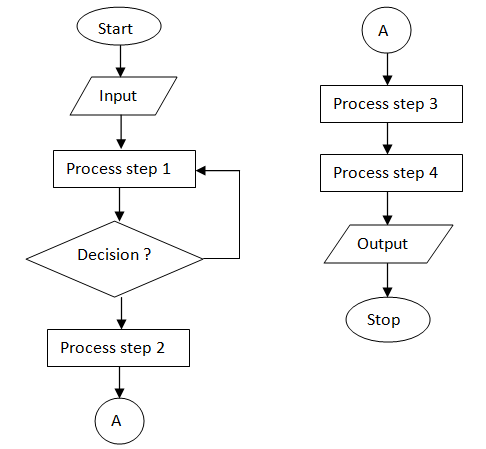 Start
Input
Process step 1
Decision ?
Process step 2
A
A
Process step 3
Process step 4
Output
Stop